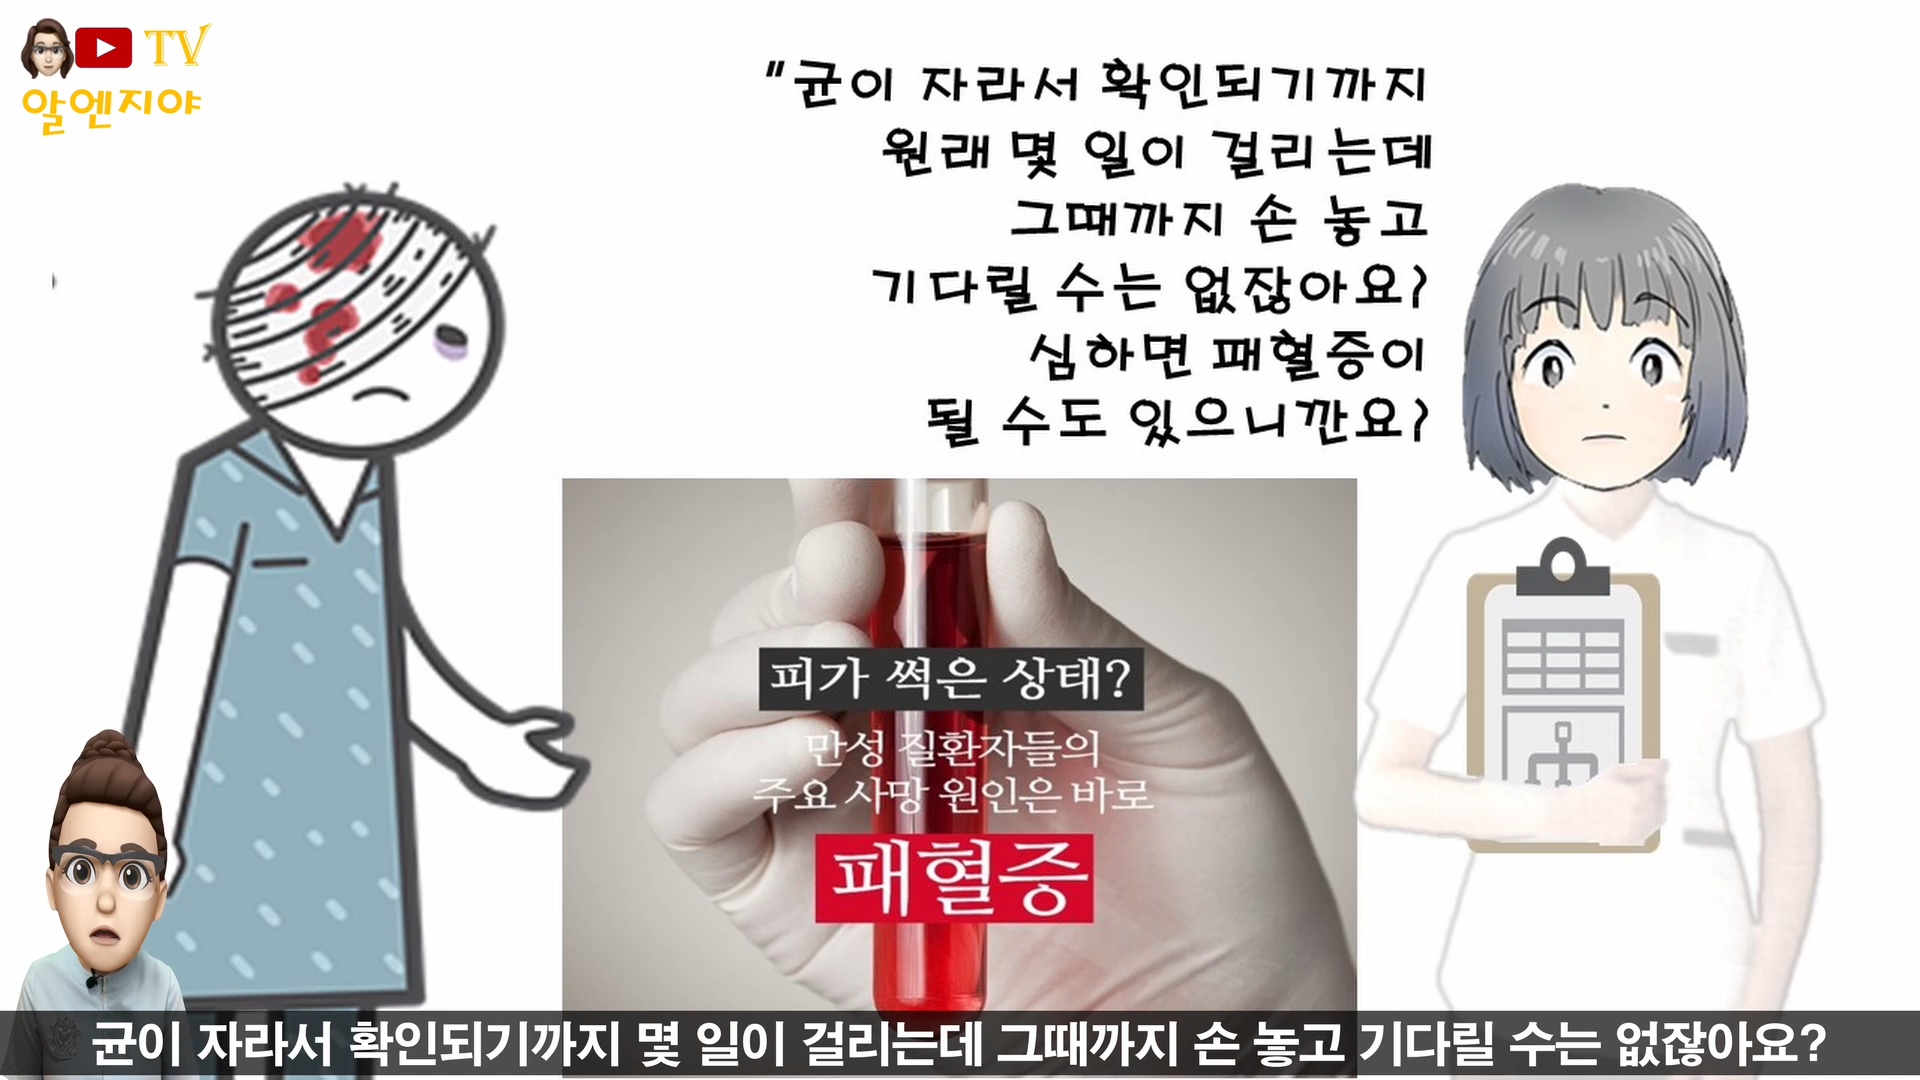 TV
알엔지야
"균이 자라서 확인되기까지
원래 몇 일이 걸리는데
그때까지 손 놓고
기다릴 수는 없잖아요?
심하면 패혈증이
될 수도 있으니깐요?
피가 썩은 상태?
만성 질환자들의
주요 사망 원인은 바로
패혈증
균이 자라서 확인되기까지 몇 일이 걸리는데 그때까지 손 놓고 기다릴 수는 없잖아요?